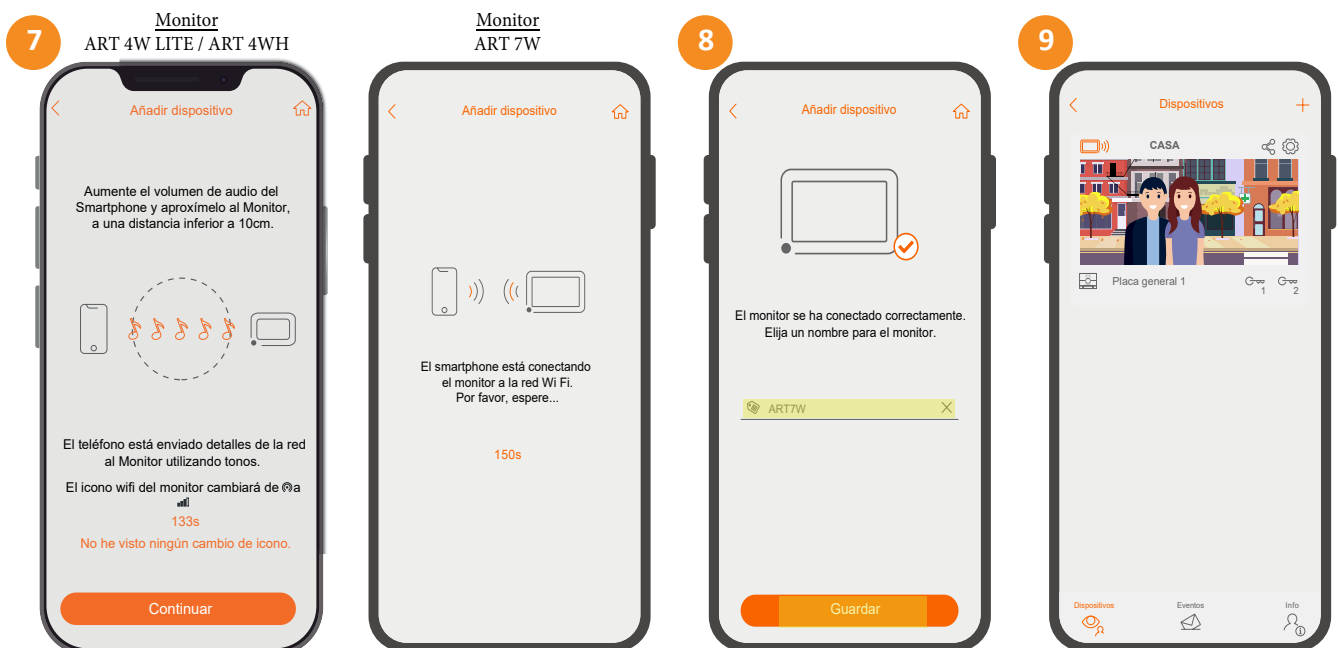 7
Monitor
ART 4W LITE / ART 4WH
Añadir dispositivo
Aumente el volumen de audio del
Smartphone y aproxímelo al Monitor,
a una distancia inferior a 10cm.
El teléfono está enviado detalles de la red
al Monitor utilizando tonos.
El icono wifi del monitor cambiará de a
133s
No he visto ningún cambio de icono.
Continuar
Monitor
ART 7W
Añadir dispositivo
El smartphone está conectando
el monitor a la red Wi Fi.
Por favor, espere...
150s
8
Añadir dispositivo
El monitor se ha conectado correctamente.
Elija un nombre para el monitor.
ART7W
Guardar
9
Dispositivos
CASA
Placa general 1
1 2
Dispositivos Eventos Info